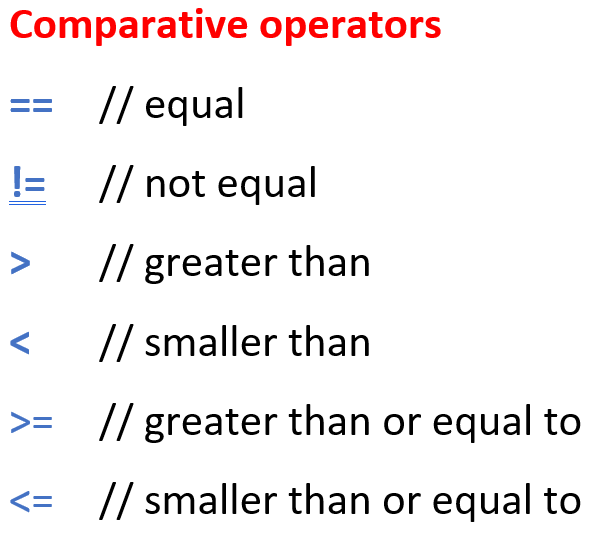 Comparative operators
== // equal
!= // not equal
> // greater than
< // smaller than
>= // greater than or equal to
<= // smaller than or equal to